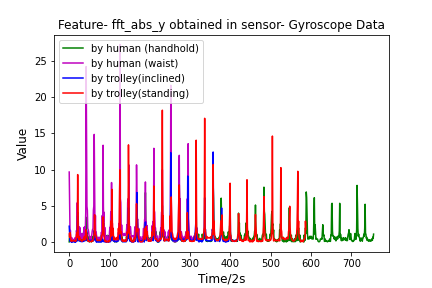 Feature- fft_abs_y obtained in sensor- Gyroscope Data
by human (handhold)
by human (waist)
by trolley(inclined)
by trolley(standing)
25
20
15
10
5
0
Value
0 100 200 300 400 500 600 700
Time/2s